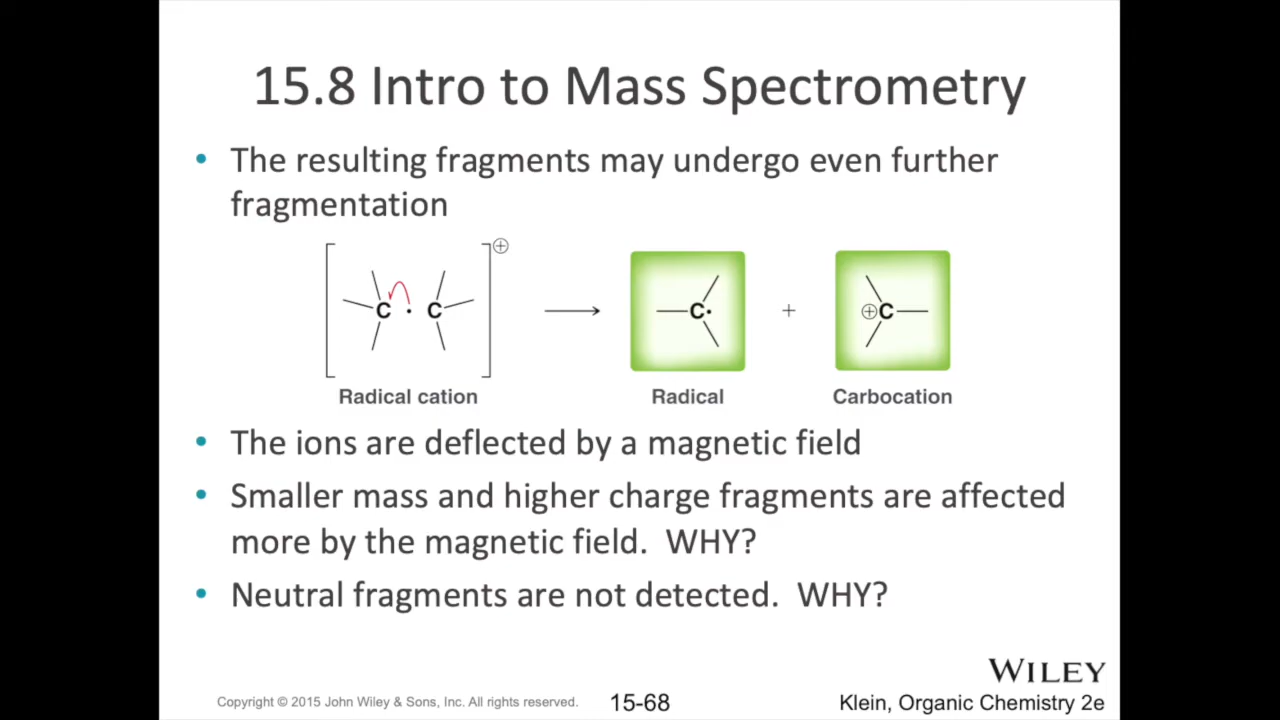 15.8 Intro to Mass Spectrometry
• The resulting fragments may undergo even further
fragmentation
⊕
C · C
C·
+
⊕C
Radical cation
Radical
Carbocation
• The ions are deflected by a magnetic field
• Smaller mass and higher charge fragments are affected
more by the magnetic field. WHY?
• Neutral fragments are not detected. WHY?
WILEY
Copyright © 2015 John Wiley & Sons, Inc. All rights reserved.
15-68
Klein, Organic Chemistry 2e